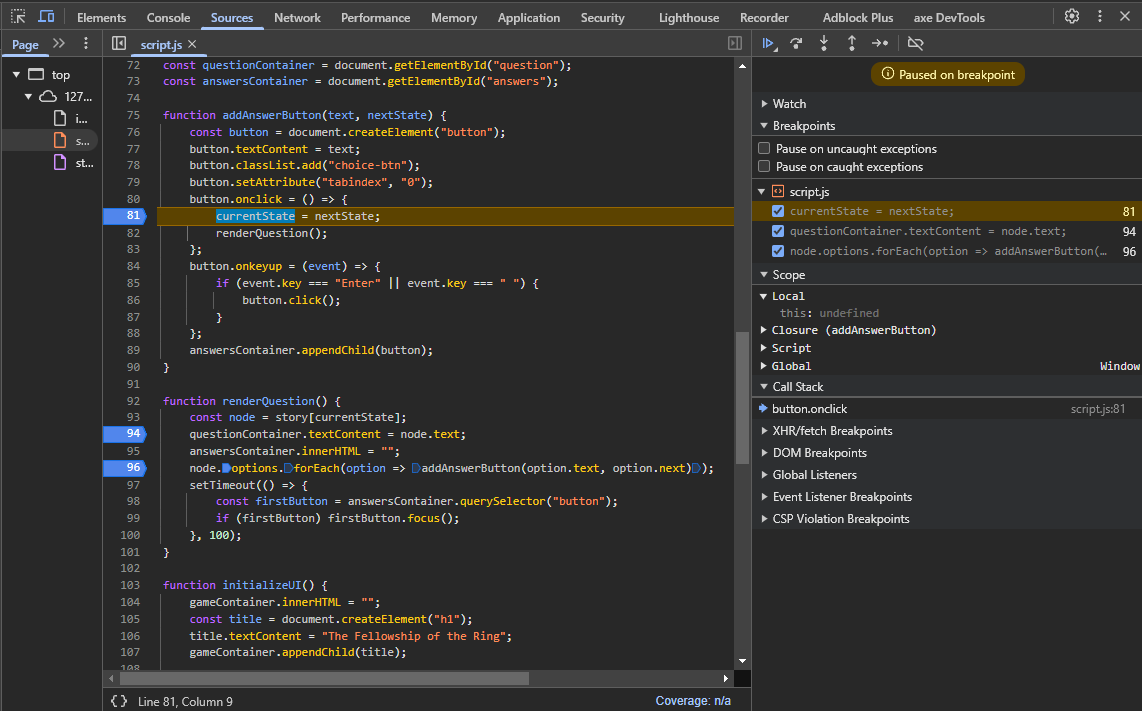 Elements Console Sources Network Performance Memory Application Security Lighthouse Recorder Adblock Plus axe DevTools
Page
script.js
top
127...
i...
s...
st...
72 const questionContainer = document.getElementById("question");
73 const answersContainer = document.getElementById("answers");
74
75 function addAnswerButton(text, nextState) {
76 const button = document.createElement("button");
77 button.textContent = text;
78 button.classList.add("choice-btn");
79 button.setAttribute("tabindex", "0");
80 button.onclick = () => {
81 currentState = nextState;
82 renderQuestion();
83 };
84 button.onkeyup = (event) => {
85 if (event.key === "Enter" || event.key === " ") {
86 button.click();
87 }
88 };
89 answersContainer.appendChild(button);
90 }
91
92 function renderQuestion() {
93 const node = story[currentState];
94 questionContainer.textContent = node.text;
95 answersContainer.innerHTML = "";
96 node.options.forEach(option => addAnswerButton(option.text, option.next));
97 setTimeout(() => {
98 const firstButton = answersContainer.querySelector("button");
99 if (firstButton) firstButton.focus();
100 }, 100);
101 }
102
103 function initializeUI() {
104 gameContainer.innerHTML = "";
105 const title = document.createElement("h1");
106 title.textContent = "The Fellowship of the Ring";
107 gameContainer.appendChild(title);
108
{} Line 81, Column 9
Coverage: n/a
Paused on breakpoint
Watch
Breakpoints
Pause on uncaught exceptions
Pause on caught exceptions
script.js
currentState = nextState; 81
questionContainer.textContent = node.text; 94
node.options.forEach(option => addAnswerButton(… 96
Scope
Local
this: undefined
Closure (addAnswerButton)
Script
Global Window
Call Stack
button.onclick script.js:81
XHR/fetch Breakpoints
DOM Breakpoints
Global Listeners
Event Listener Breakpoints
CSP Violation Breakpoints